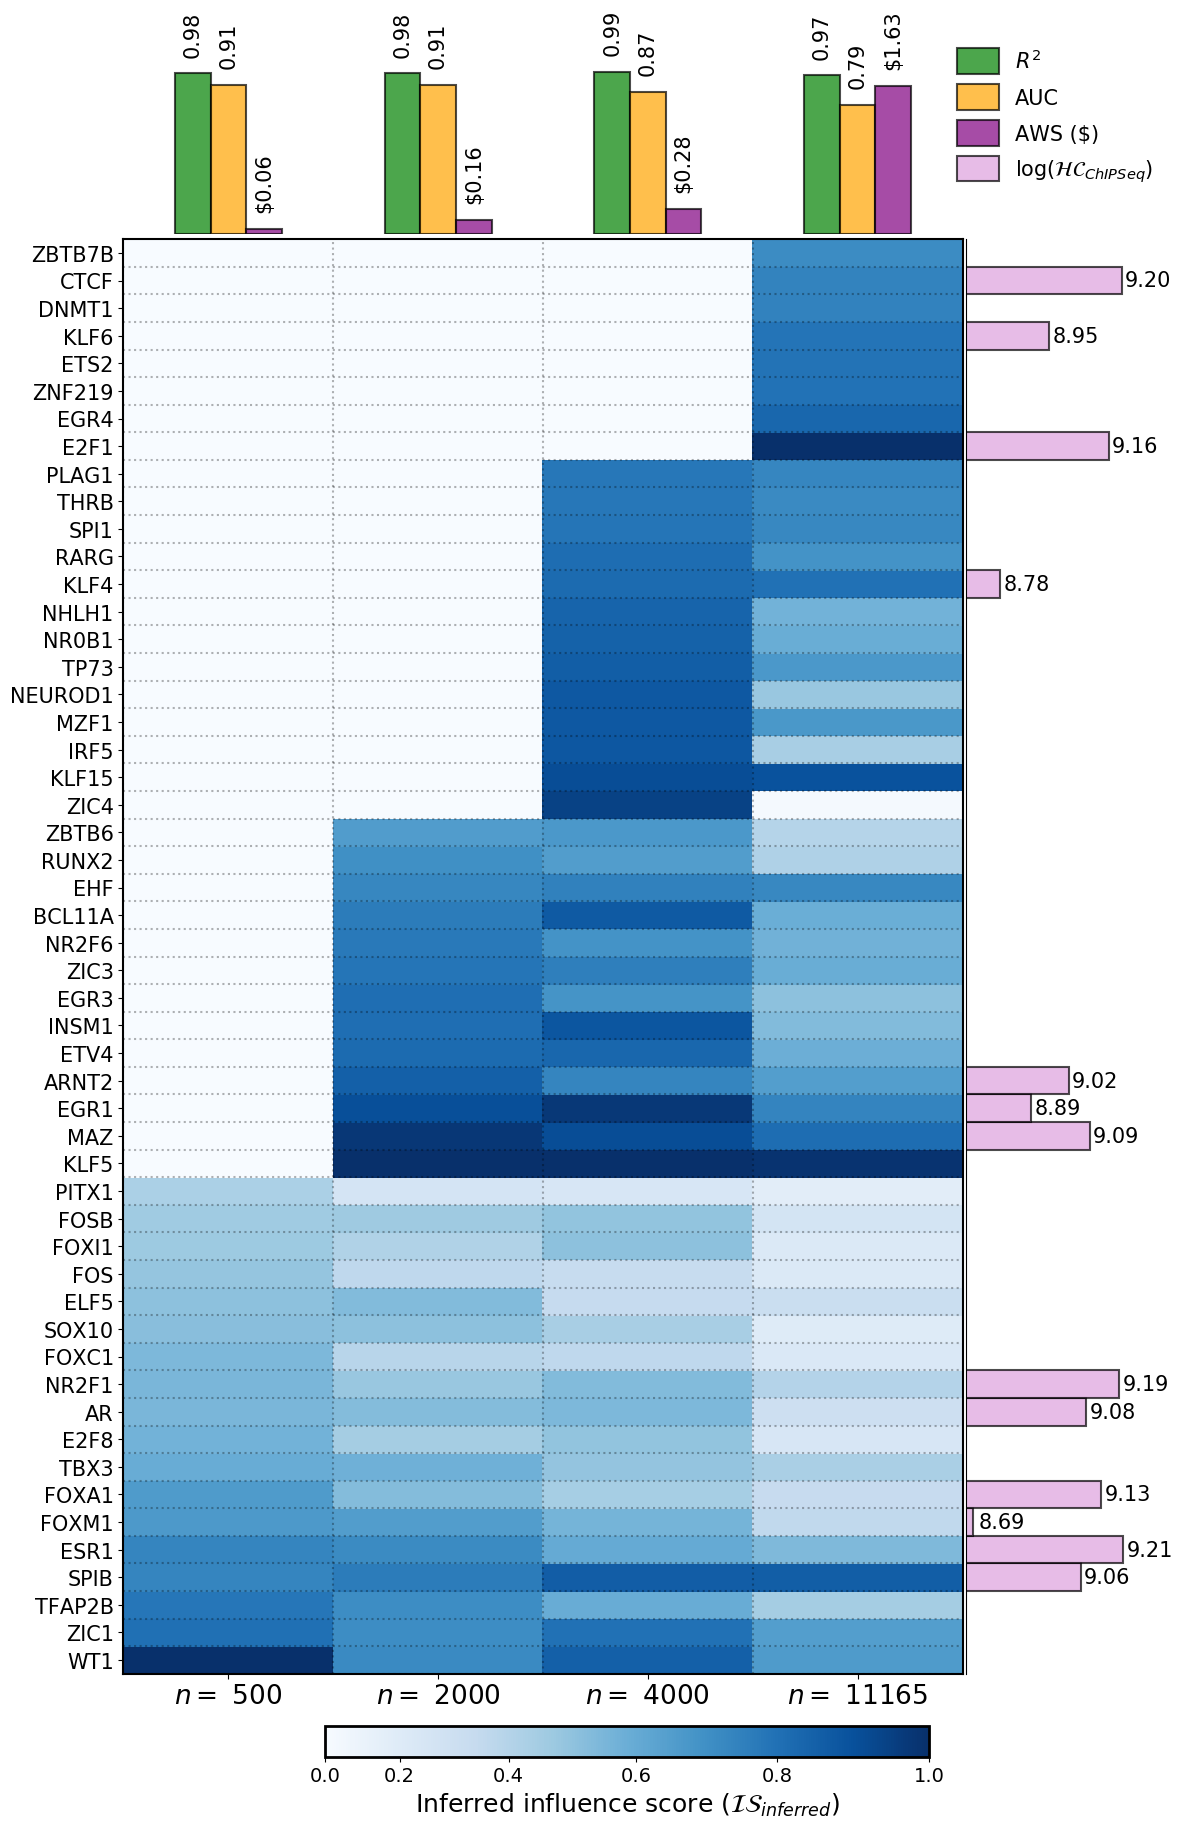 0.98
0.91
$0.06
0.98
0.91
$0.16
0.99
0.87
$0.28
0.97
0.79
$1.63
R²
AUC
AWS ($)
log(ℋ𝒞ChIPSeq)
ZBTB7B
CTCF 9.20
DNMT1
KLF6 8.95
ETS2
ZNF219
EGR4
E2F1 9.16
PLAG1
THRB
SPI1
RARG
KLF4 8.78
NHLH1
NR0B1
TP73
NEUROD1
MZF1
IRF5
KLF15
ZIC4
ZBTB6
RUNX2
EHF
BCL11A
NR2F6
ZIC3
EGR3
INSM1
ETV4
ARNT2 9.02
EGR1 8.89
MAZ 9.09
KLF5
PITX1
FOSB
FOXI1
FOS
ELF5
SOX10
FOXC1
NR2F1 9.19
AR 9.08
E2F8
TBX3
FOXA1 9.13
FOXM1 8.69
ESR1 9.21
SPIB 9.06
TFAP2B
ZIC1
WT1
n = 500 n = 2000 n = 4000 n = 11165
0.0 0.2 0.4 0.6 0.8 1.0
Inferred influence score (ℐ𝒮inferred)